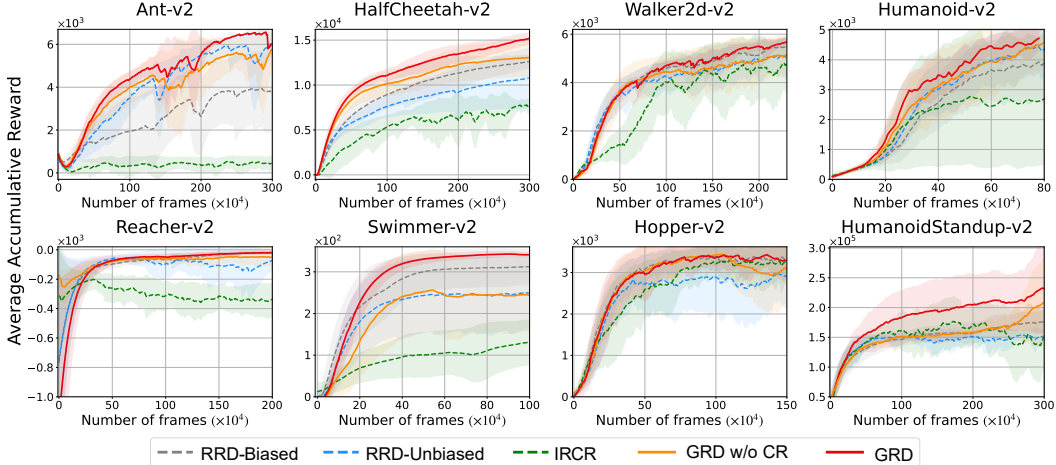 Ant-v2
HalfCheetah-v2
Walker2d-v2
Humanoid-v2
×10³
×10⁴
×10³
×10³
6
4
2
0
1.5
1.0
0.5
0.0
6
4
2
0
5
4
3
2
1
0
0 100 200 300
0 100 200 300
0 50 100 150 200
0 20 40 60 80
Number of frames (×10⁴)
Number of frames (×10⁴)
Number of frames (×10⁴)
Number of frames (×10⁴)
Average Accumulative Reward
Reacher-v2
Swimmer-v2
Hopper-v2
HumanoidStandup-v2
×10³
×10²
×10³
×10⁵
0.0
−0.2
−0.4
−0.6
−0.8
−1.0
3
2
1
0
3
2
1
0
3.0
2.5
2.0
1.5
1.0
0.5
0 50 100 150 200
0 20 40 60 80 100
0 50 100 150
0 100 200 300
Number of frames (×10⁴)
Number of frames (×10⁴)
Number of frames (×10⁴)
Number of frames (×10⁴)
RRD-Biased RRD-Unbiased IRCR GRD w/o CR GRD